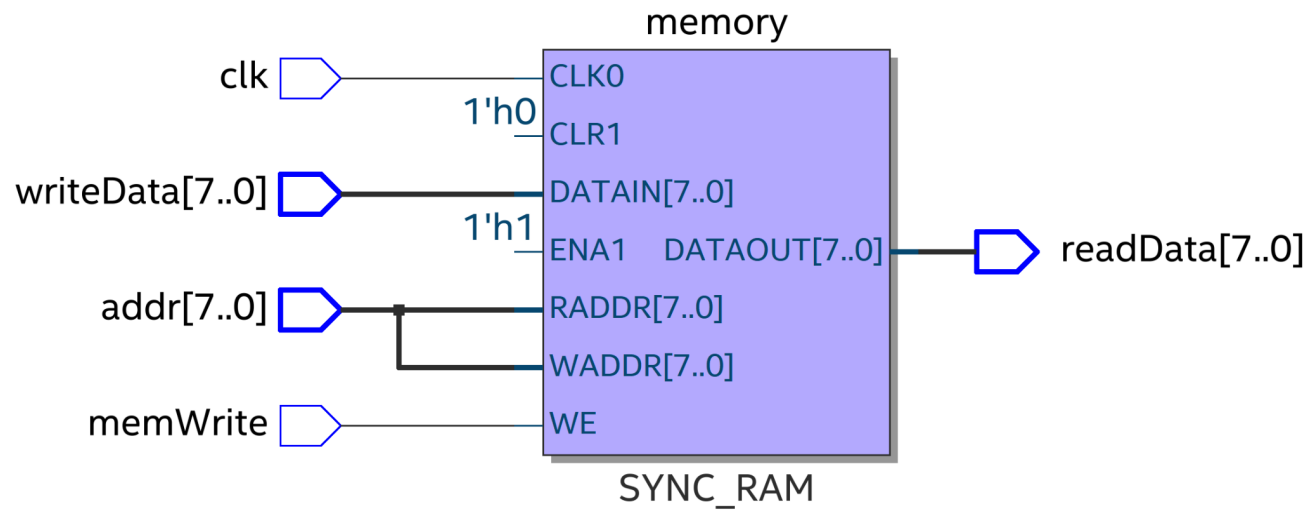 memory
clk
CLK0
1'h0
CLR1
writeData[7..0]
DATAIN[7..0]
1'h1
ENA1 DATAOUT[7..0]
readData[7..0]
addr[7..0]
RADDR[7..0]
WADDR[7..0]
memWrite
WE
SYNC_RAM